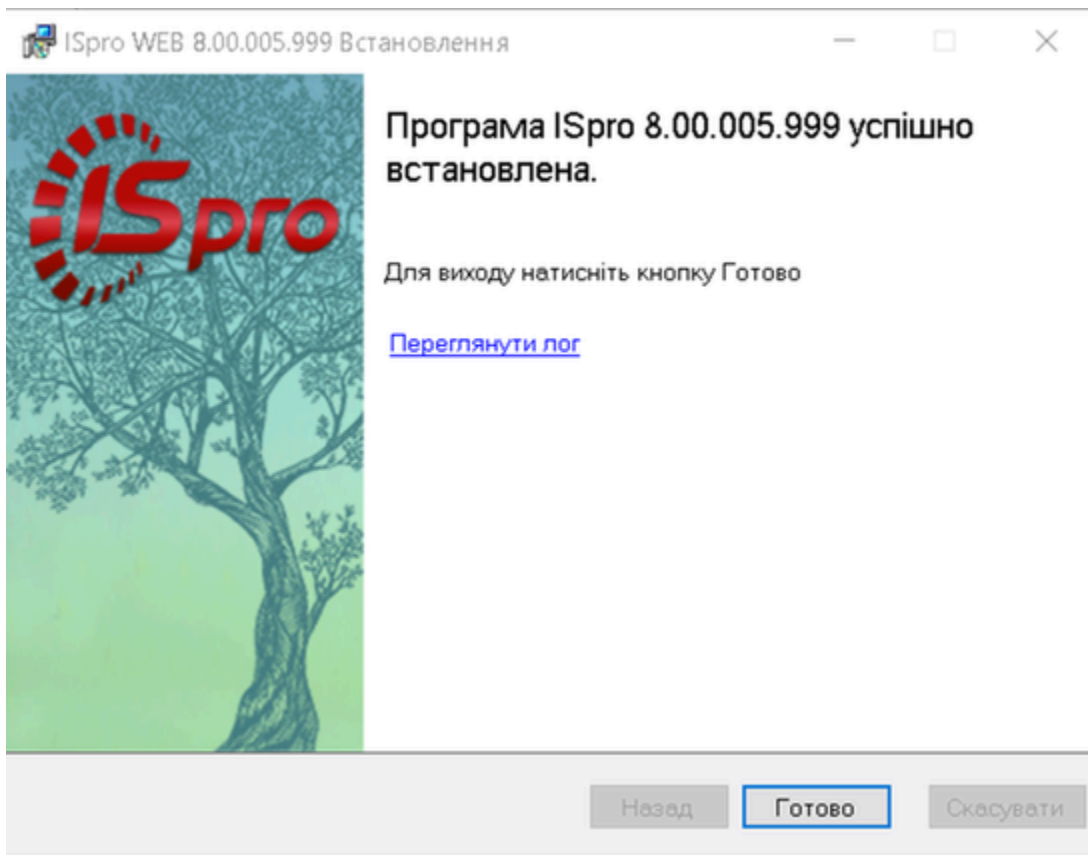 ISpro WEB 8.00.005.999 Встановлення
ISpro
Програма ISpro 8.00.005.999 успішно
встановлена.
Для виходу натисніть кнопку Готово
Переглянути лог
Назад
Готово
Скасувати